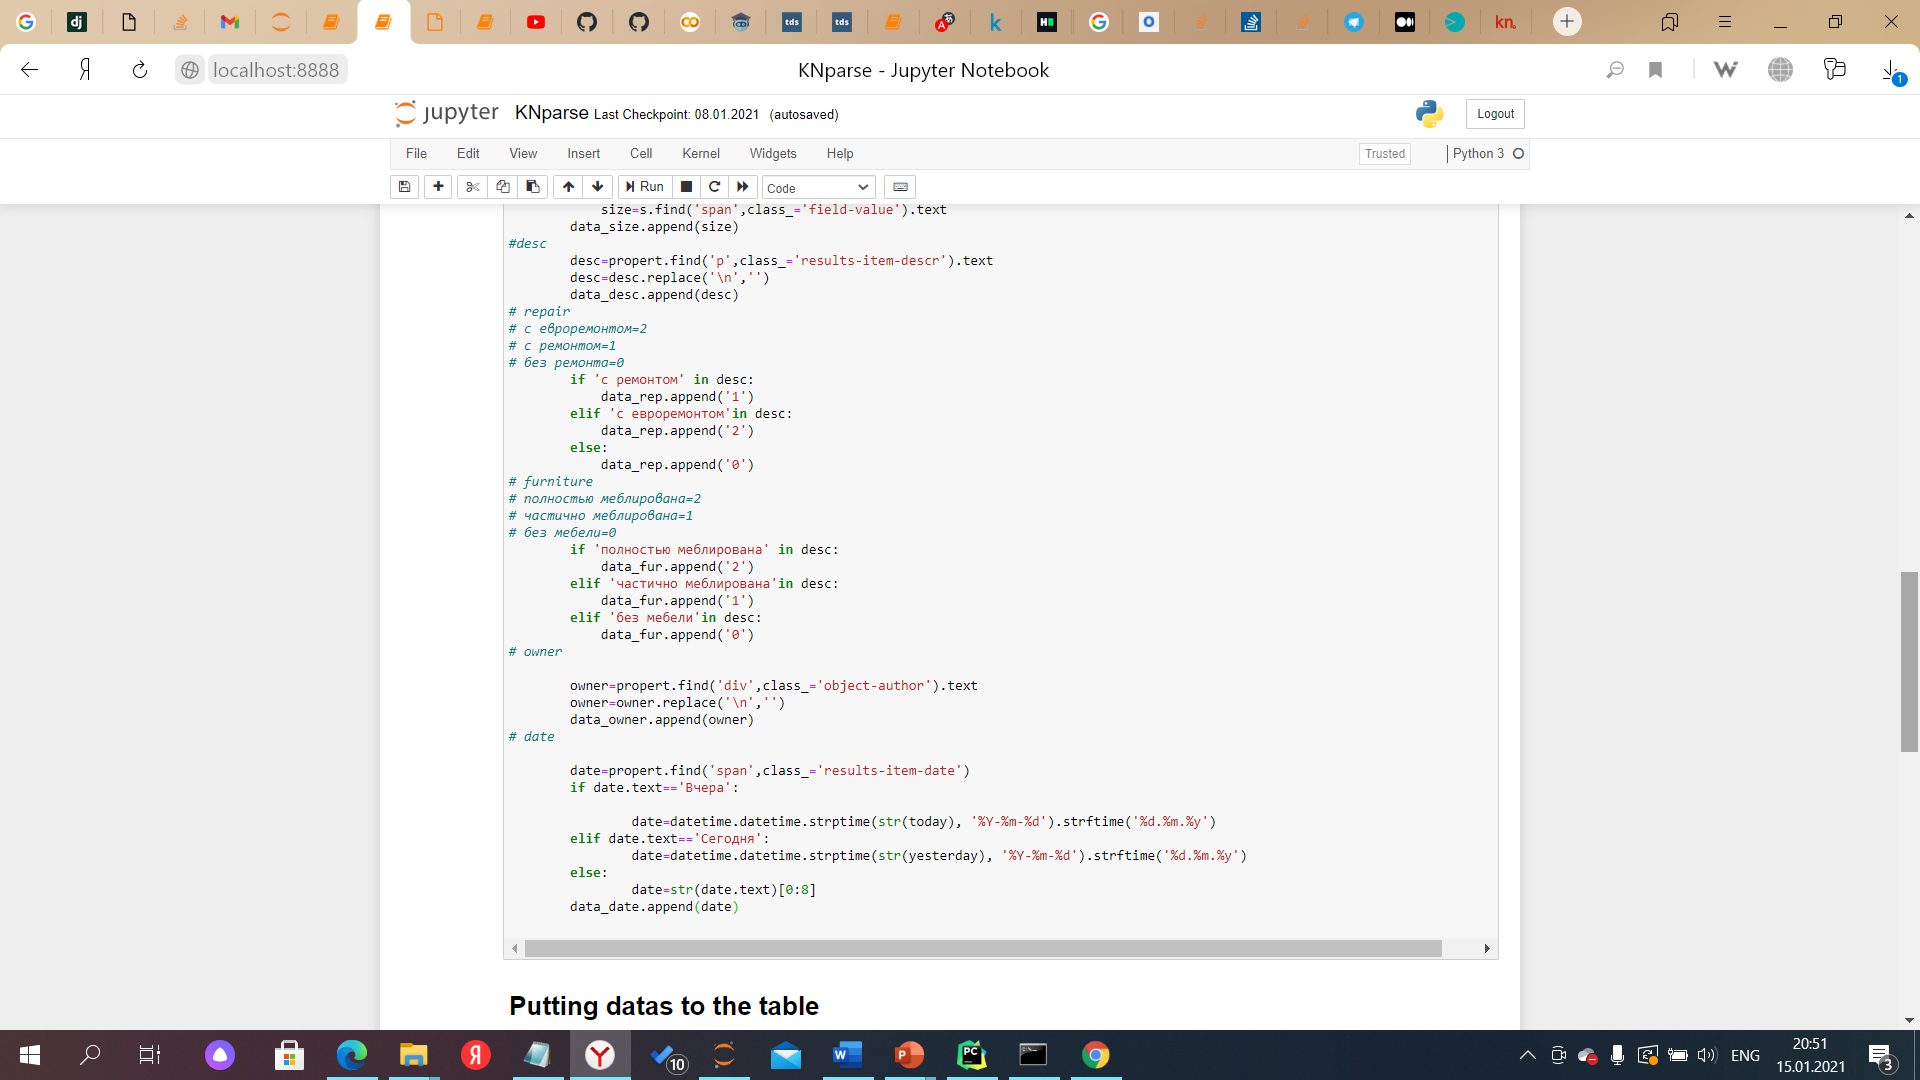 dj
tds
tds
k
kn.
localhost:8888
KNparse - Jupyter Notebook
1
jupyter KNparse Last Checkpoint: 08.01.2021 (autosaved)
Logout
File Edit View Insert Cell Kernel Widgets Help
Trusted
Python 3
Run
Code
size=s.find('span',class_='field-value').text
data_size.append(size)
#desc
desc=propert.find('p',class_='results-item-descr').text
desc=desc.replace('\n','')
data_desc.append(desc)
# repair
# с евроремонтом=2
# с ремонтом=1
# без ремонта=0
if 'с ремонтом' in desc:
data_rep.append('1')
elif 'с евроремонтом'in desc:
data_rep.append('2')
else:
data_rep.append('0')
# furniture
# полностью меблирована=2
# частично меблирована=1
# без мебели=0
if 'полностью меблирована' in desc:
data_fur.append('2')
elif 'частично меблирована'in desc:
data_fur.append('1')
elif 'без мебели'in desc:
data_fur.append('0')
# owner
owner=propert.find('div',class_='object-author').text
owner=owner.replace('\n','')
data_owner.append(owner)
# date
date=propert.find('span',class_='results-item-date')
if date.text=='Вчера':
date=datetime.datetime.strptime(str(today), '%Y-%m-%d').strftime('%d.%m.%y')
elif date.text=='Сегодня':
date=datetime.datetime.strptime(str(yesterday), '%Y-%m-%d').strftime('%d.%m.%y')
else:
date=str(date.text)[0:8]
data_date.append(date)
Putting datas to the table
10
ENG
20:51
15.01.2021
3